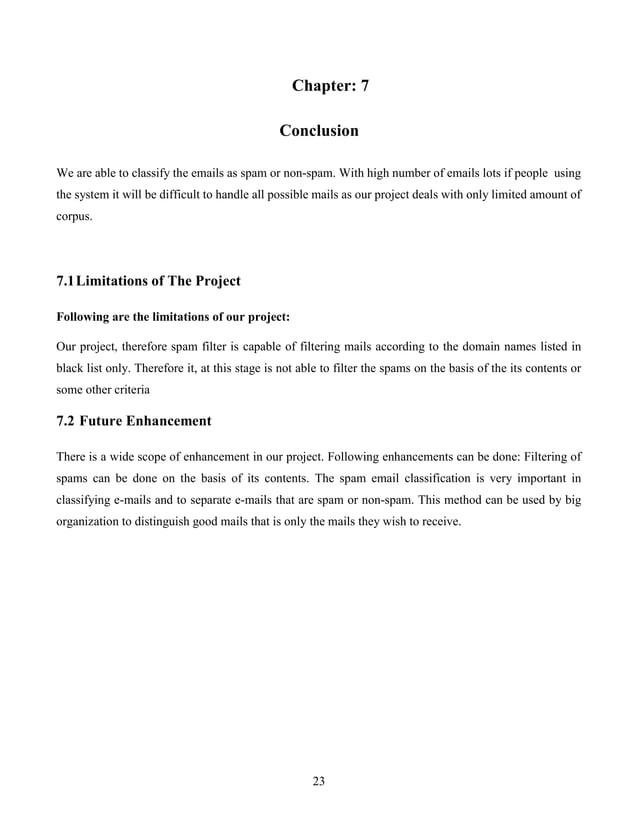 Chapter: 7
Conclusion
We are able to classify the emails as spam or non-spam. With high number of emails lots if people using
the system it will be difficult to handle all possible mails as our project deals with only limited amount of
corpus.
7.1Limitations of The Project
Following are the limitations of our project:
Our project, therefore spam filter is capable of filtering mails according to the domain names listed in
black list only. Therefore it, at this stage is not able to filter the spams on the basis of the its contents or
some other criteria
7.2 Future Enhancement
There is a wide scope of enhancement in our project. Following enhancements can be done: Filtering of
spams can be done on the basis of its contents. The spam email classification is very important in
classifying e-mails and to separate e-mails that are spam or non-spam. This method can be used by big
organization to distinguish good mails that is only the mails they wish to receive.
23